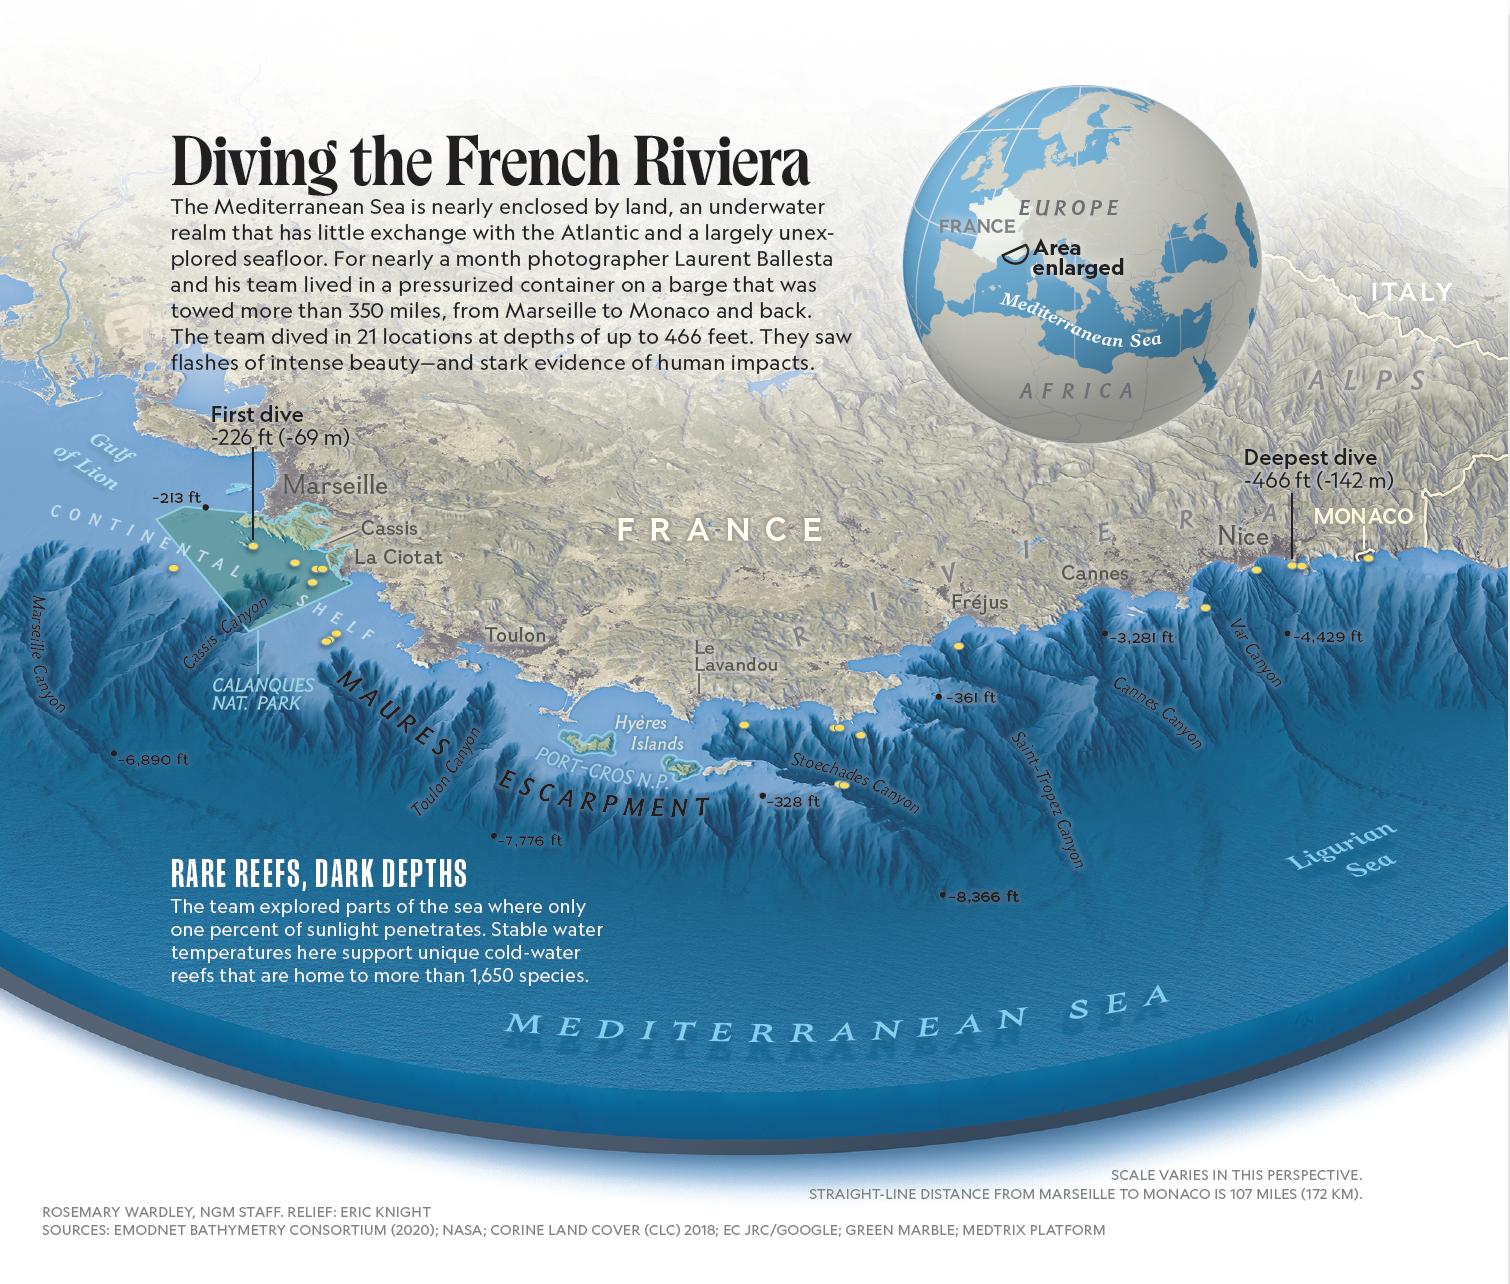 Diving the French Riviera
The Mediterranean Sea is nearly enclosed by land, an underwater
realm that has little exchange with the Atlantic and a largely unex-
plored seafloor. For nearly a month photographer Laurent Ballesta
and his team lived in a pressurized container on a barge that was
towed more than 350 miles, from Marseille to Monaco and back.
The team dived in 21 locations at depths of up to 466 feet. They saw
flashes of intense beauty—and stark evidence of human impacts.
EUROPE
FRANCE
Area
enlarged
Mediterranean Sea
AFRICA
ITALY
ALPS
First dive
-226 ft (-69 m)
Gulf
of Lion
Marseille
-213 ft
Cassis
La Ciotat
CONTINENTAL SHELF
FRANCE
RIVIERA
Deepest dive
-466 ft (-142 m)
MONACO
Nice
Cannes
Fréjus
Toulon
Le
Lavandou
Marseille Canyon
Cassis Canyon
CALANQUES
NAT. PARK
MAURES
ESCARPMENT
Toulon Canyon
Hyères
Islands
PORT-CROS N.P.
Stoechades Canyon
Saint-Tropez Canyon
Cannes Canyon
Var Canyon
-3,281 ft
-4,429 ft
-361 ft
-6,890 ft
-328 ft
-7,776 ft
-8,366 ft
Ligurian
Sea
RARE REEFS, DARK DEPTHS
The team explored parts of the sea where only
one percent of sunlight penetrates. Stable water
temperatures here support unique cold-water
reefs that are home to more than 1,650 species.
MEDITERRANEAN SEA
SCALE VARIES IN THIS PERSPECTIVE.
STRAIGHT-LINE DISTANCE FROM MARSEILLE TO MONACO IS 107 MILES (172 KM).
ROSEMARY WARDLEY, NGM STAFF. RELIEF: ERIC KNIGHT
SOURCES: EMODNET BATHYMETRY CONSORTIUM (2020); NASA; CORINE LAND COVER (CLC) 2018; EC JRC/GOOGLE; GREEN MARBLE; MEDTRIX PLATFORM